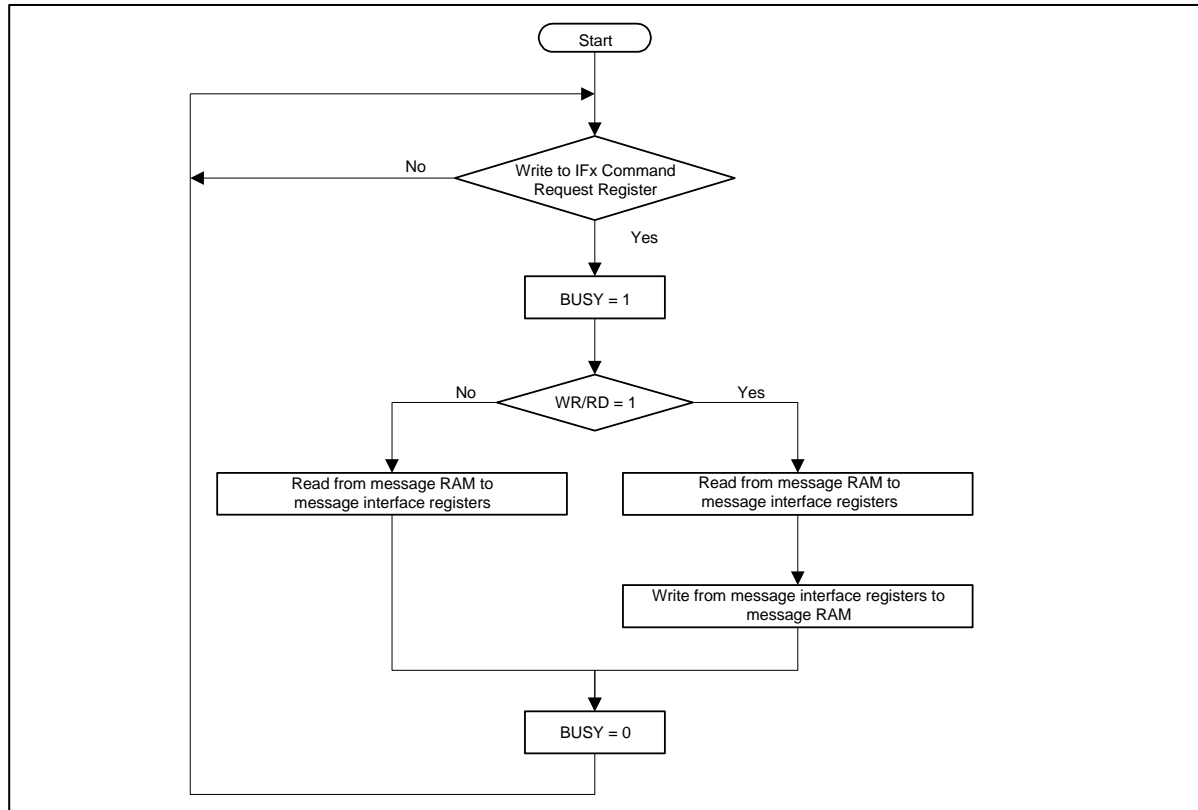 Start
No
Write to IFx Command
Request Register
Yes
BUSY = 1
No
WR/RD = 1
Yes
Read from message RAM to
message interface registers
Read from message RAM to
message interface registers
Write from message interface registers to
message RAM
BUSY = 0